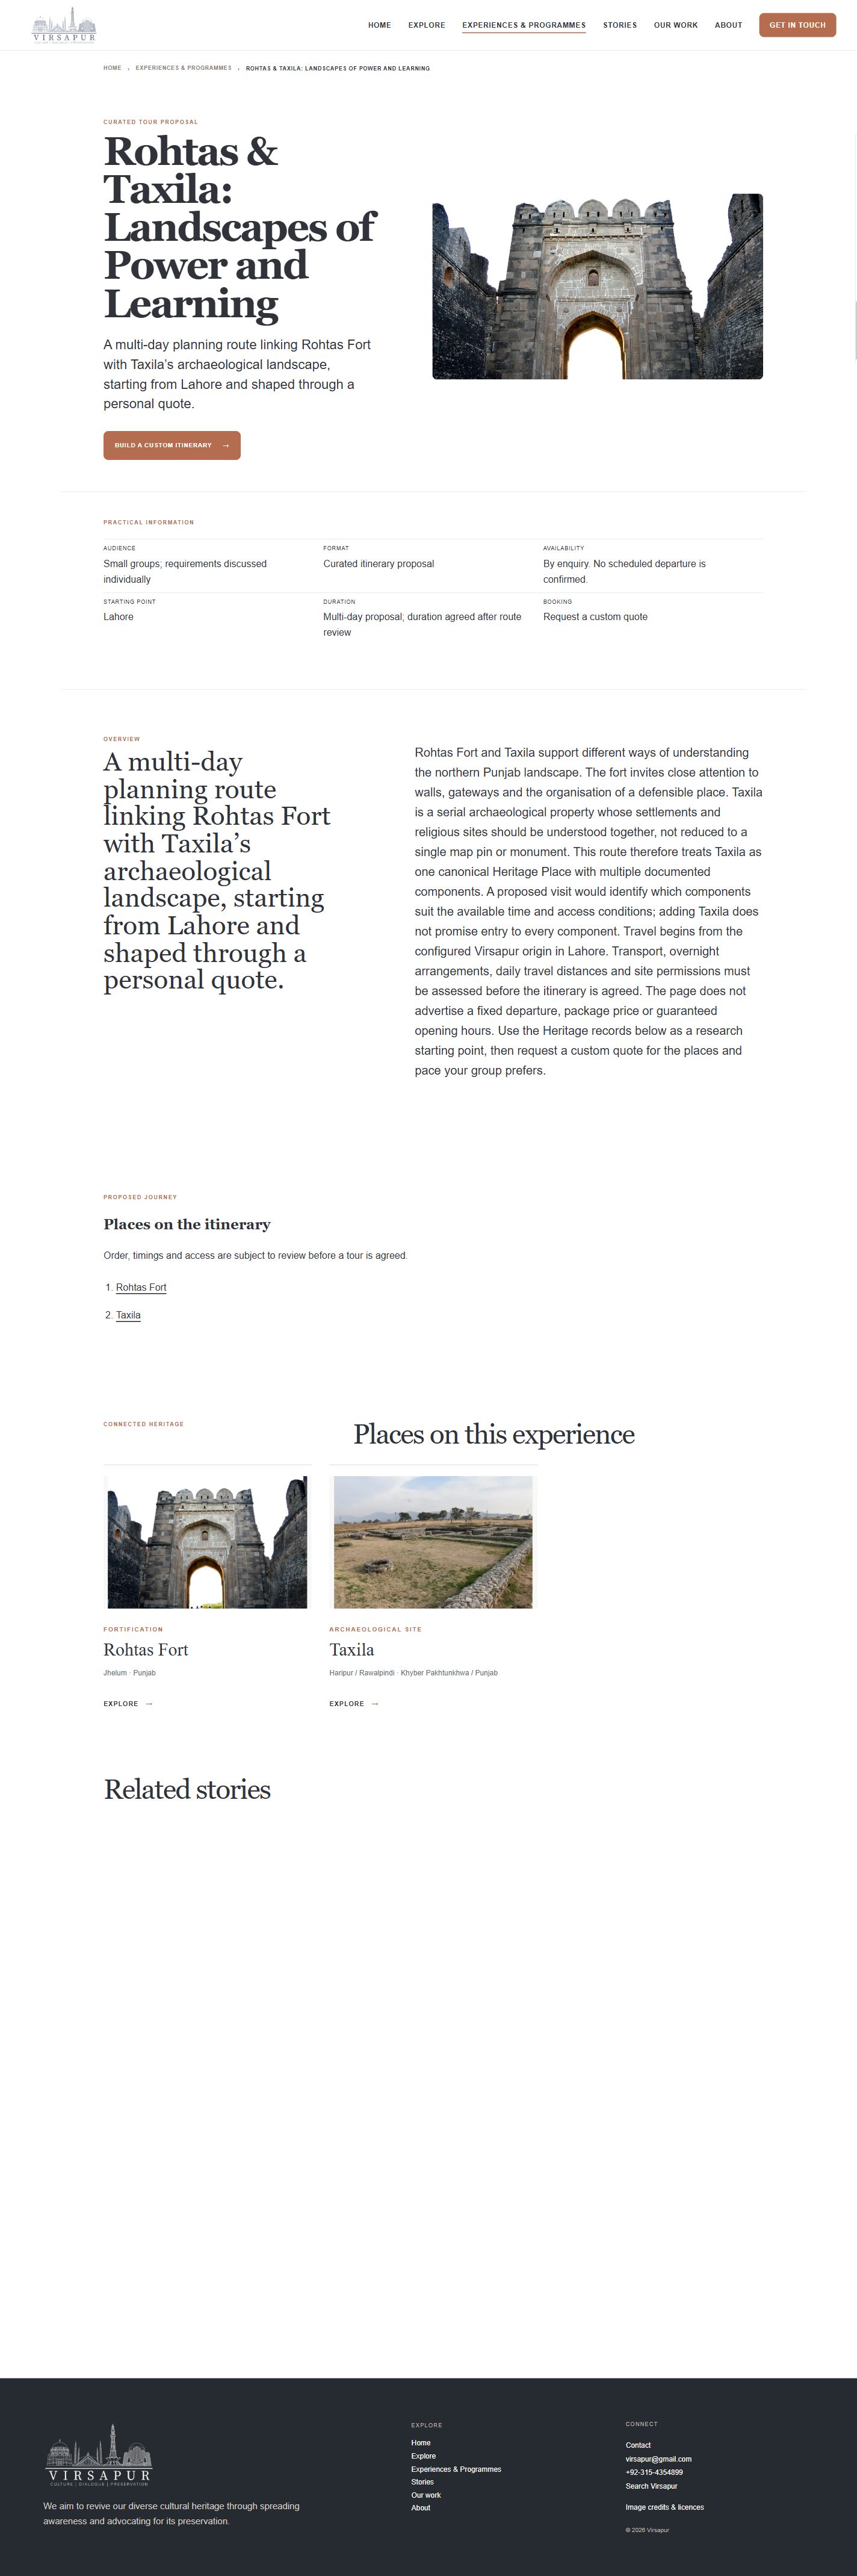 VIRSAPUR
HOME EXPLORE EXPERIENCES & PROGRAMMES STORIES OUR WORK ABOUT GET IN TOUCH
HOME › EXPERIENCES & PROGRAMMES › ROHTAS & TAXILA: LANDSCAPES OF POWER AND LEARNING
CURATED TOUR PROPOSAL
Rohtas &
Taxila:
Landscapes of
Power and
Learning
A multi-day planning route linking Rohtas Fort
with Taxila’s archaeological landscape,
starting from Lahore and shaped through a
personal quote.
BUILD A CUSTOM ITINERARY →
PRACTICAL INFORMATION
AUDIENCE
Small groups; requirements discussed
individually
FORMAT
Curated itinerary proposal
AVAILABILITY
By enquiry. No scheduled departure is
confirmed.
STARTING POINT
Lahore
DURATION
Multi-day proposal; duration agreed after route
review
BOOKING
Request a custom quote
OVERVIEW
A multi-day
planning route
linking Rohtas Fort
with Taxila’s
archaeological
landscape, starting
from Lahore and
shaped through a
personal quote.
Rohtas Fort and Taxila support different ways of understanding
the northern Punjab landscape. The fort invites close attention to
walls, gateways and the organisation of a defensible place. Taxila
is a serial archaeological property whose settlements and
religious sites should be understood together, not reduced to a
single map pin or monument. This route therefore treats Taxila as
one canonical Heritage Place with multiple documented
components. A proposed visit would identify which components
suit the available time and access conditions; adding Taxila does
not promise entry to every component. Travel begins from the
configured Virsapur origin in Lahore. Transport, overnight
arrangements, daily travel distances and site permissions must
be assessed before the itinerary is agreed. The page does not
advertise a fixed departure, package price or guaranteed
opening hours. Use the Heritage records below as a research
starting point, then request a custom quote for the places and
pace your group prefers.
PROPOSED JOURNEY
Places on the itinerary
Order, timings and access are subject to review before a tour is agreed.
1. Rohtas Fort
2. Taxila
CONNECTED HERITAGE
Places on this experience
FORTIFICATION
Rohtas Fort
Jhelum · Punjab
EXPLORE →
ARCHAEOLOGICAL SITE
Taxila
Haripur / Rawalpindi · Khyber Pakhtunkhwa / Punjab
EXPLORE →
Related stories
VIRSAPUR
CULTURE | DIALOGUE | PRESERVATION
We aim to revive our diverse cultural heritage through spreading
awareness and advocating for its preservation.
EXPLORE
Home
Explore
Experiences & Programmes
Stories
Our work
About
CONNECT
Contact
virsapur@gmail.com
+92-315-4354899
Search Virsapur
Image credits & licences
© 2026 Virsapur